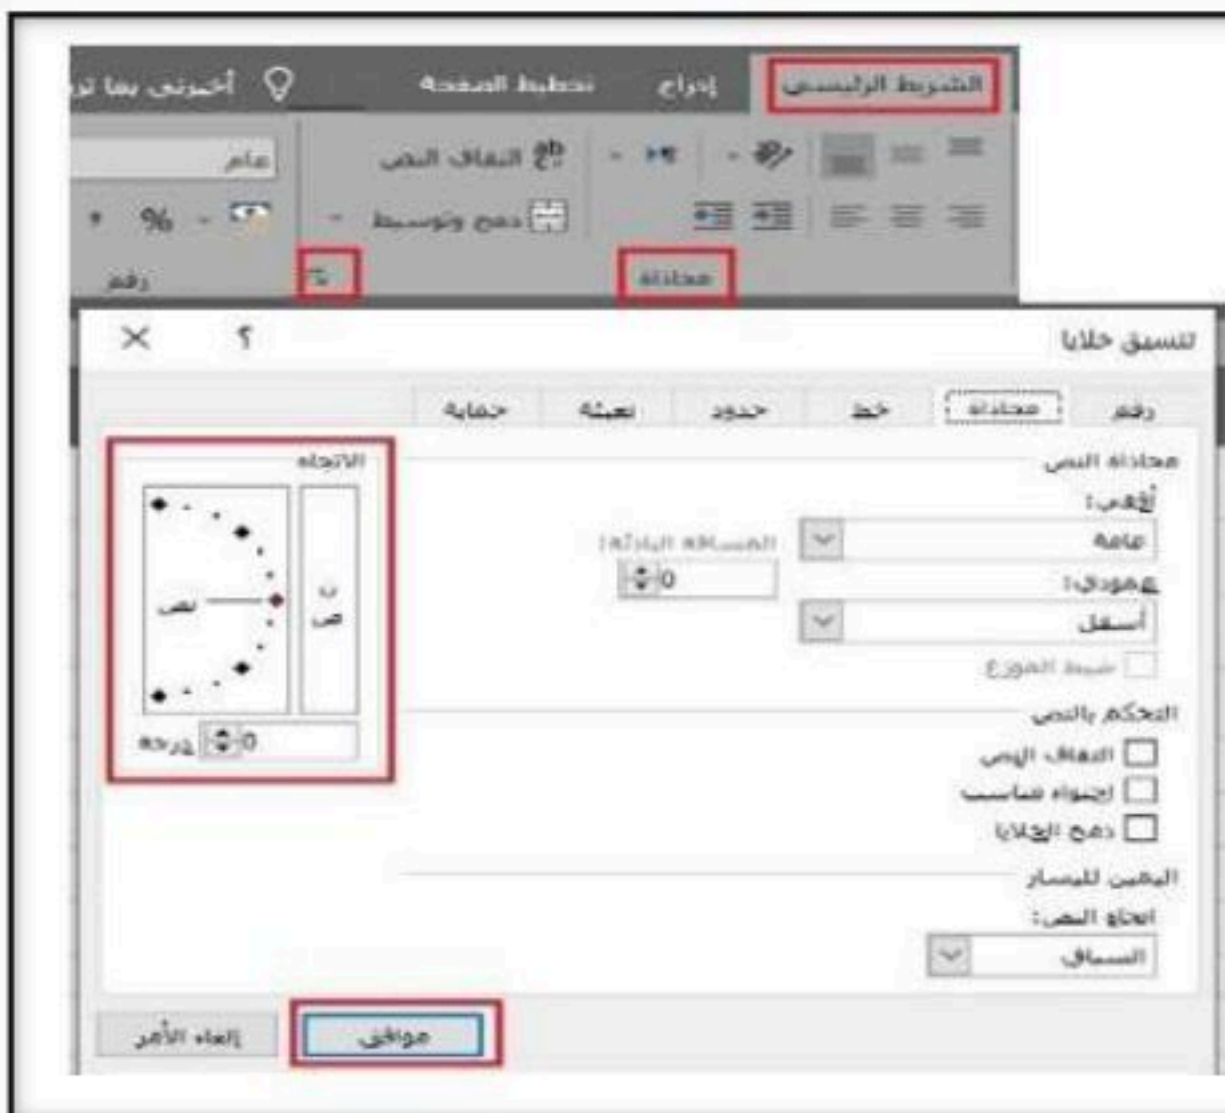 الشريط الرئيسي إدراج تخطيط الصفحة أخبرني بما
ab التفاف النص عام
دمج وتوسيط %
محاذاة رقم
تنسيق خلايا ؟
رقم محاذاة خط حدود تعبئة حماية
محاذاة النص
أفقي:
عامة
المسافة البادئة:
0
عمودي:
أسفل
ضبط الموزع
الاتجاه
ن
ص
نص
0 درجة
التحكم بالنص
التفاف النص
احتواء مناسب
دمج الخلايا
اليمين لليسار
اتجاه النص:
السياق
موافق إلغاء الأمر